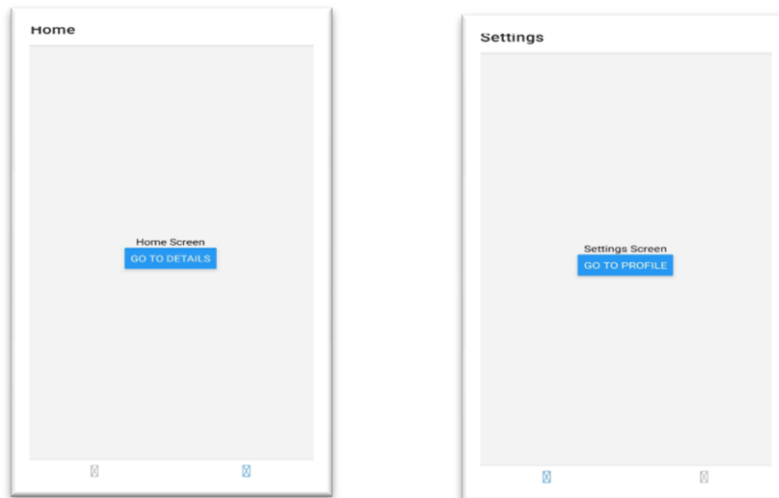 Home
Home Screen
GO TO DETAILS
Settings
Settings Screen
GO TO PROFILE